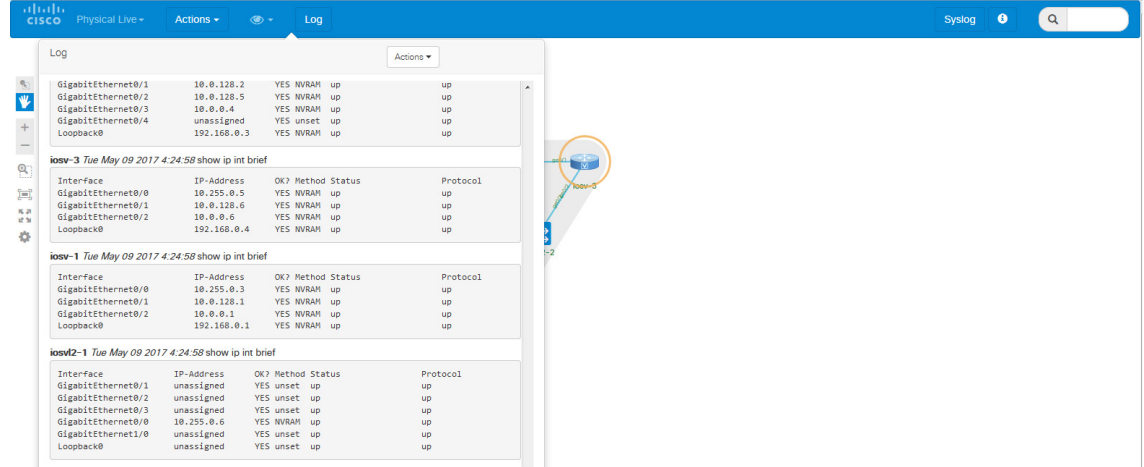 CISCO Physical Live Actions Log Syslog
Log Actions
GigabitEthernet0/1 10.0.128.2 YES NVRAM up up
GigabitEthernet0/2 10.0.128.5 YES NVRAM up up
GigabitEthernet0/3 10.0.0.4 YES NVRAM up up
GigabitEthernet0/4 unassigned YES unset up up
Loopback0 192.168.0.3 YES NVRAM up up
iosv-3 Tue May 09 2017 4:24:58 show ip int brief
Interface IP-Address OK? Method Status Protocol
GigabitEthernet0/0 10.255.0.5 YES NVRAM up up
GigabitEthernet0/1 10.0.128.6 YES NVRAM up up
GigabitEthernet0/2 10.0.0.6 YES NVRAM up up
Loopback0 192.168.0.4 YES NVRAM up up
iosv-1 Tue May 09 2017 4:24:58 show ip int brief
Interface IP-Address OK? Method Status Protocol
GigabitEthernet0/0 10.255.0.3 YES NVRAM up up
GigabitEthernet0/1 10.0.128.1 YES NVRAM up up
GigabitEthernet0/2 10.0.0.1 YES NVRAM up up
Loopback0 192.168.0.1 YES NVRAM up up
iosvl2-1 Tue May 09 2017 4:24:58 show ip int brief
Interface IP-Address OK? Method Status Protocol
GigabitEthernet0/1 unassigned YES unset up up
GigabitEthernet0/2 unassigned YES unset up up
GigabitEthernet0/3 unassigned YES unset up up
GigabitEthernet0/0 10.255.0.6 YES NVRAM up up
GigabitEthernet1/0 unassigned YES unset up up
Loopback0 unassigned YES unset up up
iosv-3
-2